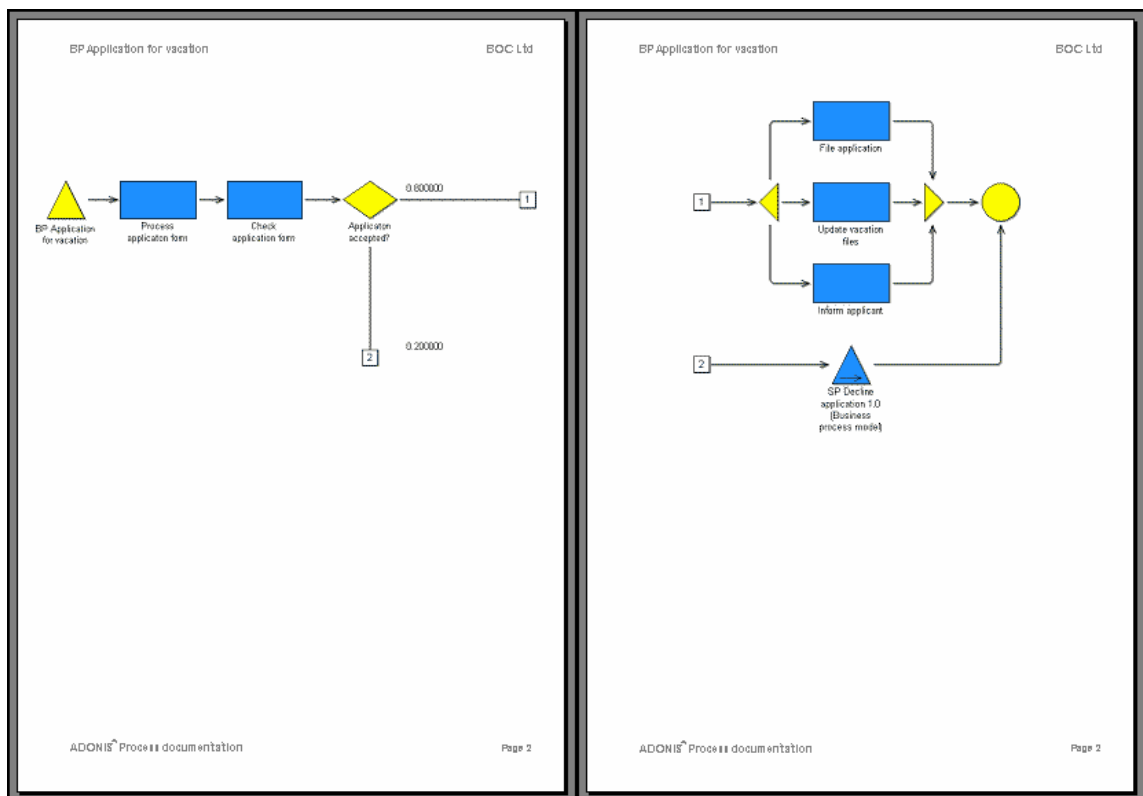 BP Application for vacation
BOC Ltd
0.800000
1
BP Application
for vacation
Process
applicaton form
Check
application form
Applicaton
accepted?
2
0.200000
ADONIS^ Process documentation
Page 2
BP Application for vacation
BOC Ltd
File application
1
Update vacation
files
Inform applicant
2
SP Decline
application 1.0
(Business
process model)
ADONIS^ Process documentation
Page 2